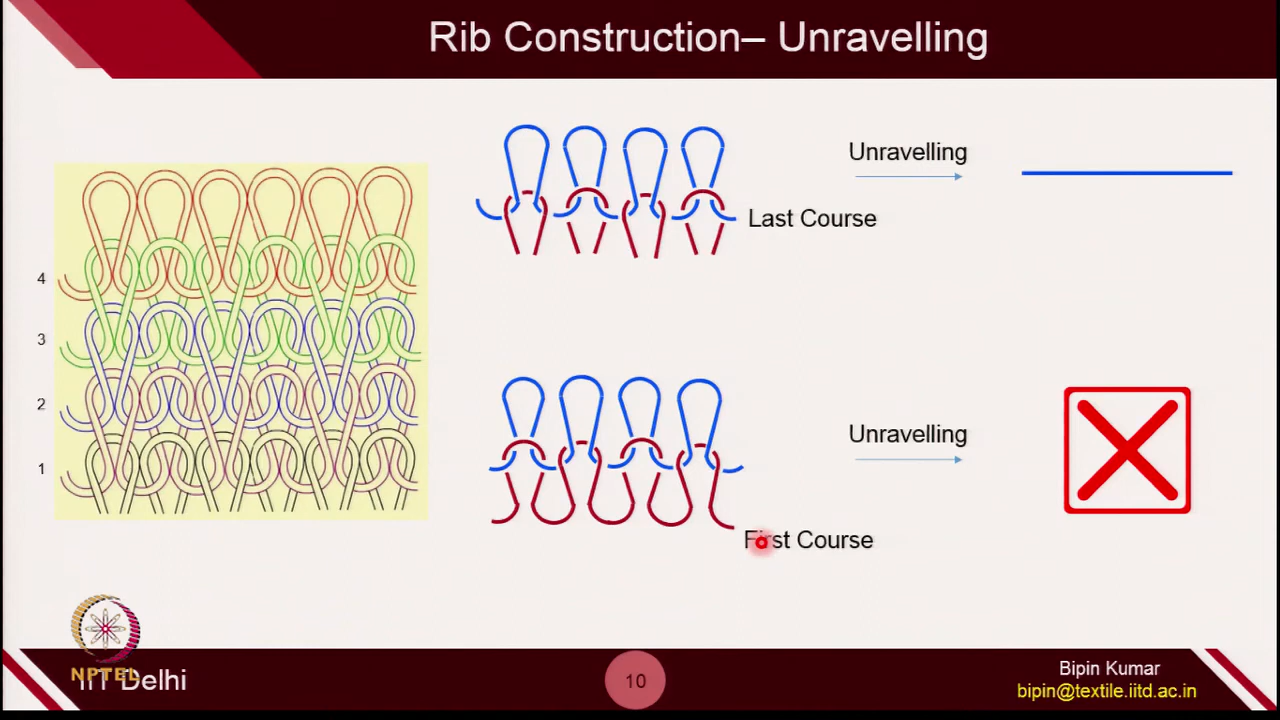 Rib Construction– Unravelling
4
3
2
1
Unravelling
Last Course
Unravelling
First Course
NPTEL
IIT Delhi
10
Bipin Kumar
bipin@textile.iitd.ac.in